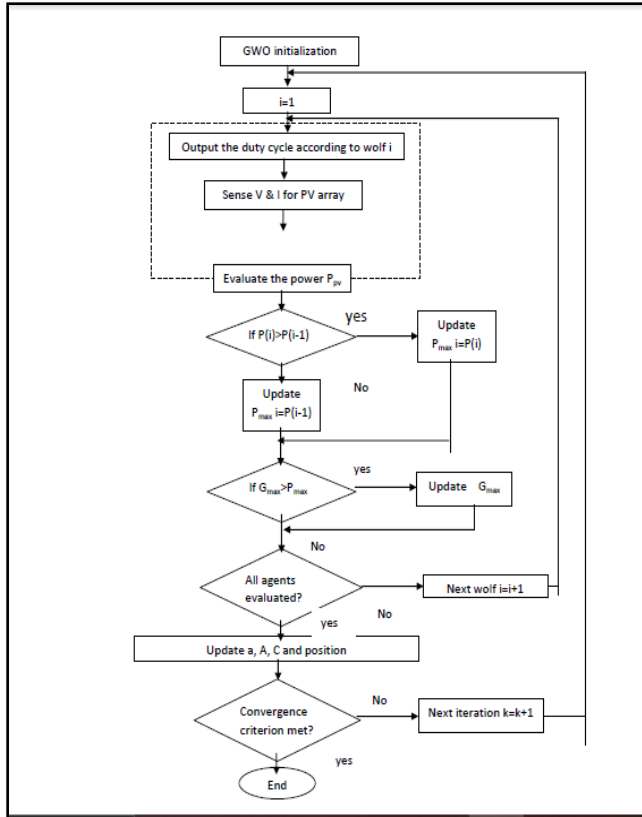 GWO initialization
i=1
Output the duty cycle according to wolf i
Sense V & I for PV array
Evaluate the power Ppv
If P(i)>P(i-1)
yes
Update
Pmax i=P(i)
No
Update
Pmax i=P(i-1)
If Gmax>Pmax
yes
Update Gmax
No
All agents
evaluated?
Next wolf i=i+1
No
yes
Update a, A, C and position
Convergence
criterion met?
No
Next iteration k=k+1
yes
End